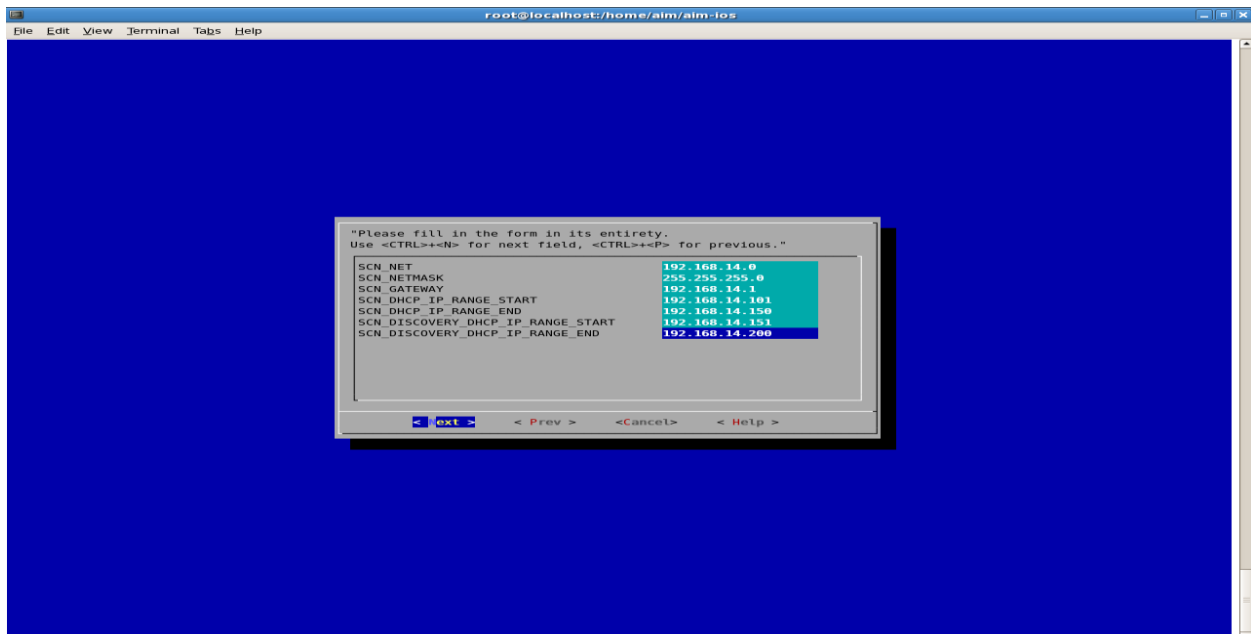 root@localhost:/home/aim/aim-ios
File Edit View Terminal Tabs Help
"Please fill in the form in its entirety.
Use <CTRL>+<N> for next field, <CTRL>+<P> for previous."
SCN_NET 192.168.14.0
SCN_NETMASK 255.255.255.0
SCN_GATEWAY 192.168.14.1
SCN_DHCP_IP_RANGE_START 192.168.14.101
SCN_DHCP_IP_RANGE_END 192.168.14.150
SCN_DISCOVERY_DHCP_IP_RANGE_START 192.168.14.151
SCN_DISCOVERY_DHCP_IP_RANGE_END 192.168.14.200
< Next > < Prev > <Cancel> < Help >